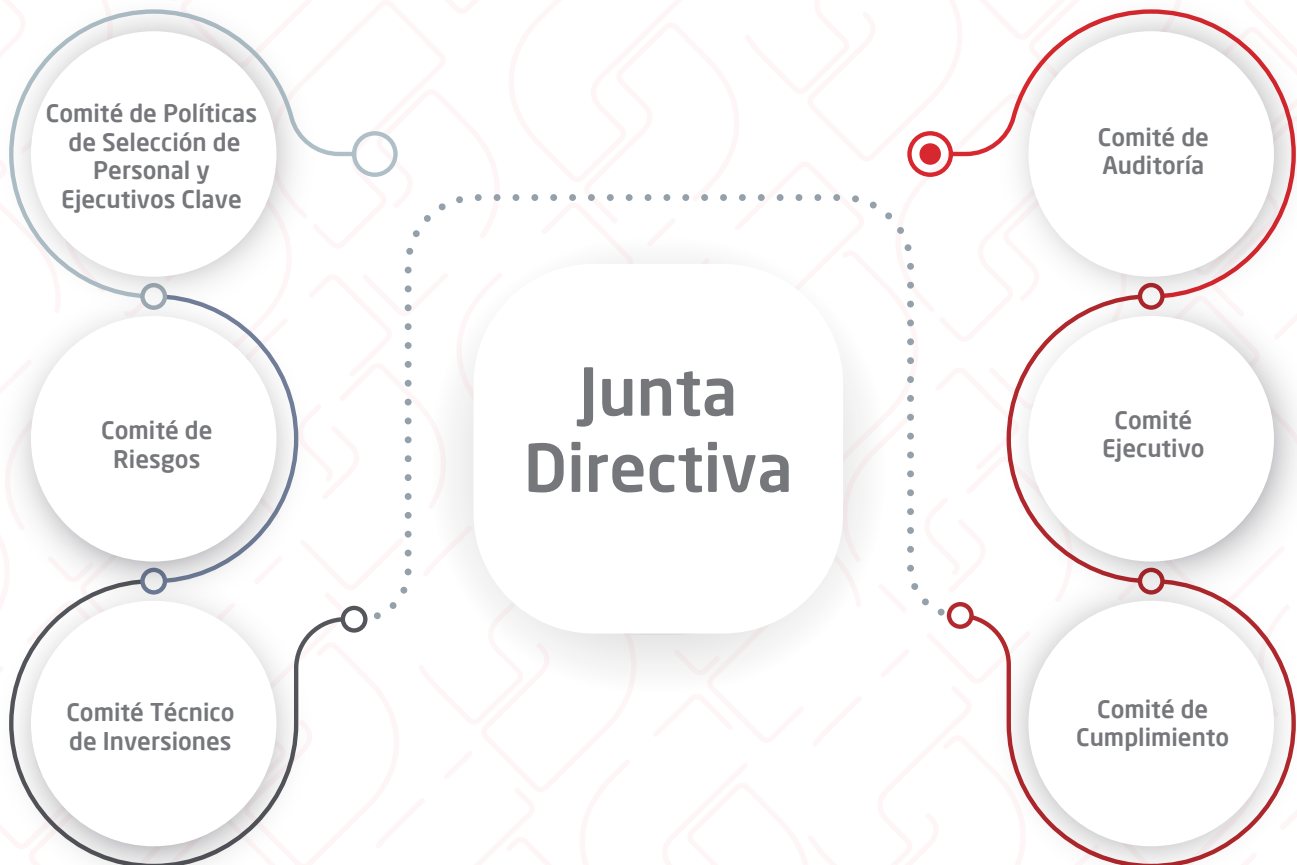 Comité de Políticas
de Selección de
Personal y
Ejecutivos Clave
Comité de
Riesgos
Comité Técnico
de Inversiones
Junta
Directiva
Comité de
Auditoría
Comité
Ejecutivo
Comité de
Cumplimiento